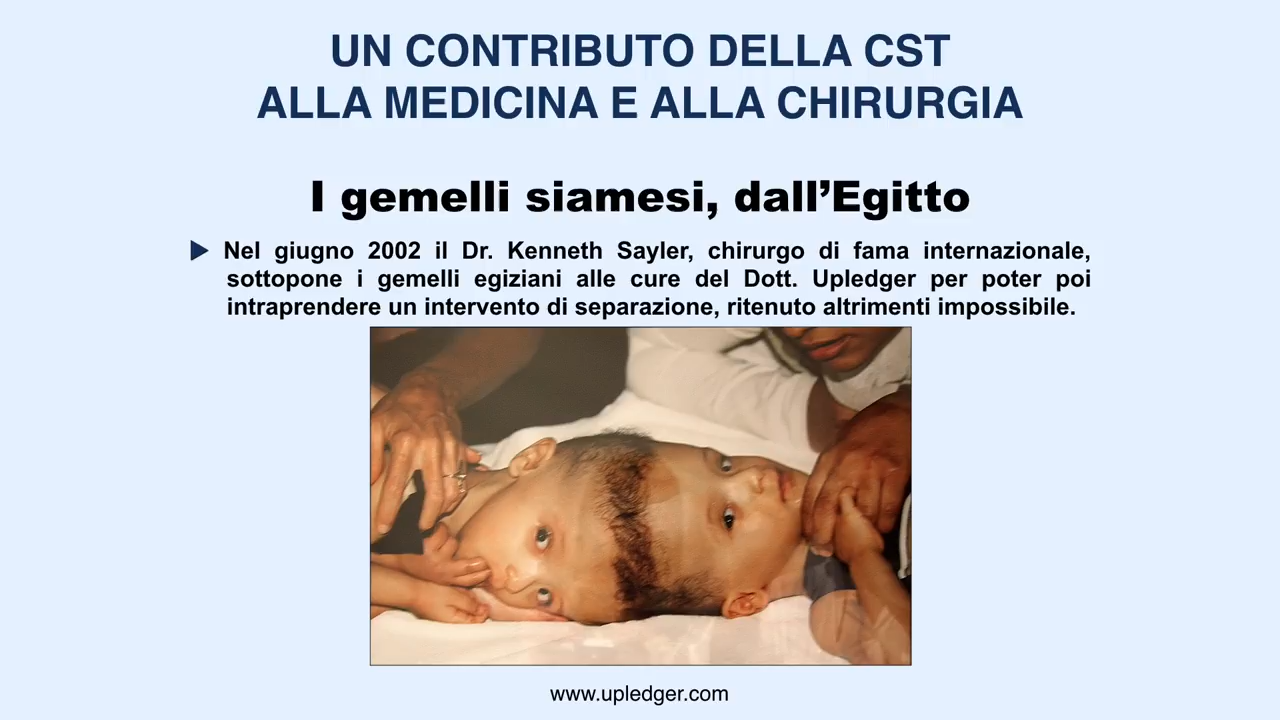 UN CONTRIBUTO DELLA CST
ALLA MEDICINA E ALLA CHIRURGIA
I gemelli siamesi, dall’Egitto
Nel giugno 2002 il Dr. Kenneth Sayler, chirurgo di fama internazionale,
sottopone i gemelli egiziani alle cure del Dott. Upledger per poter poi
intraprendere un intervento di separazione, ritenuto altrimenti impossibile.
www.upledger.com